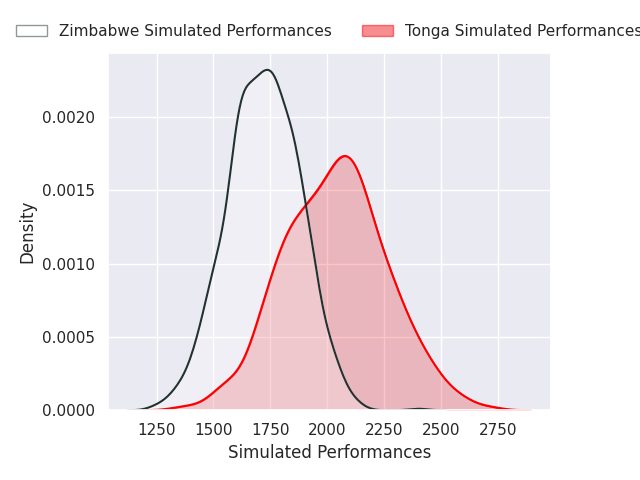 Zimbabwe Simulated Performances Tonga Simulated Performances
0.0020
0.0015
0.0010
0.0005
0.0000
Density
1250 1500 1750 2000 2250 2500 2750
Simulated Performances